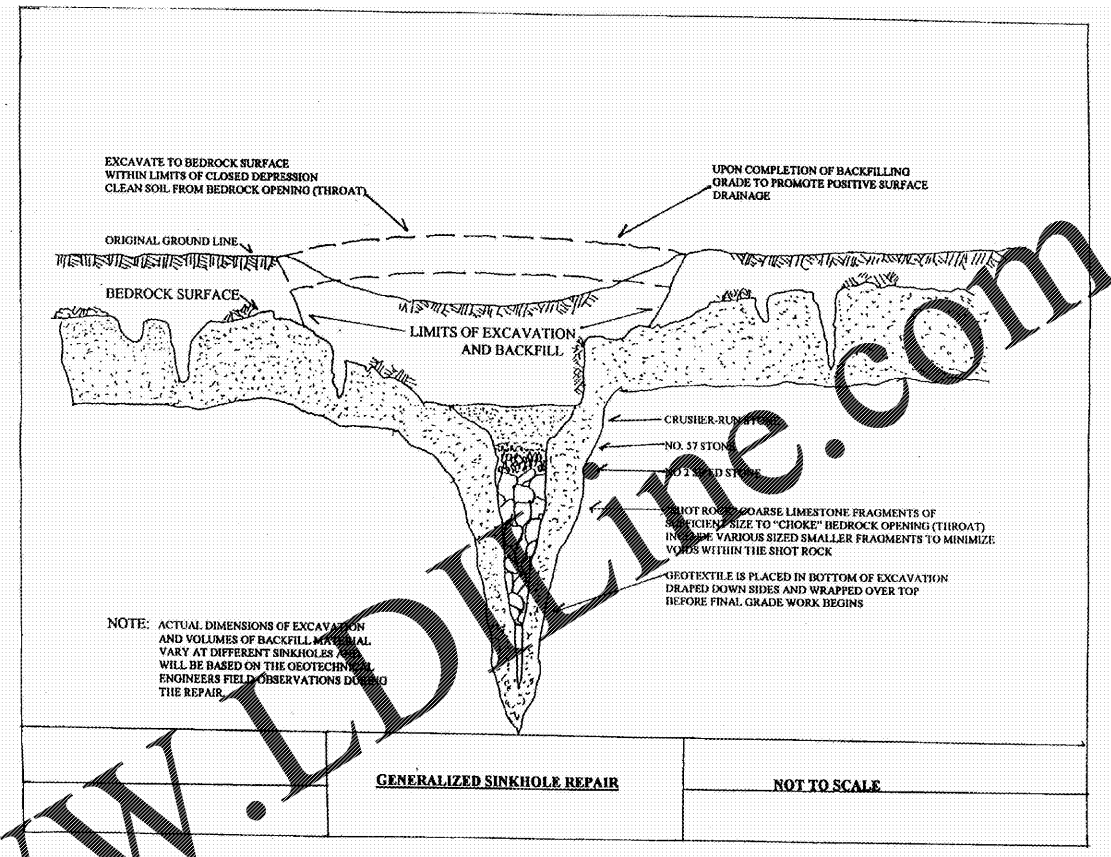 EXCAVATE TO BEDROCK SURFACE
WITHIN LIMITS OF CLOSED DEPRESSION
CLEAN SOIL FROM BEDROCK OPENING (THROAT)
UPON COMPLETION OF BACKFILLING
GRADE TO PROMOTE POSITIVE SURFACE
DRAINAGE
ORIGINAL GROUND LINE
BEDROCK SURFACE
LIMITS OF EXCAVATION
AND BACKFILL
CRUSHER-RUN STONE
NO. 57 STONE
NO 2 SIZED STONE
SHOT ROCK COARSE LIMESTONE FRAGMENTS OF
SUFFICIENT SIZE TO "CHOKE" BEDROCK OPENING (THROAT)
INCLUDE VARIOUS SIZED SMALLER FRAGMENTS TO MINIMIZE
VOIDS WITHIN THE SHOT ROCK
GEOTEXTILE IS PLACED IN BOTTOM OF EXCAVATION
DRAPED DOWN SIDES AND WRAPPED OVER TOP
BEFORE FINAL GRADE WORK BEGINS
NOTE: ACTUAL DIMENSIONS OF EXCAVATION
AND VOLUMES OF BACKFILL MATERIAL
VARY AT DIFFERENT SINKHOLES AND
WILL BE BASED ON THE GEOTECHNICAL
ENGINEERS FIELD OBSERVATIONS DURING
THE REPAIR.
GENERALIZED SINKHOLE REPAIR
NOT TO SCALE
W.LDILine.com